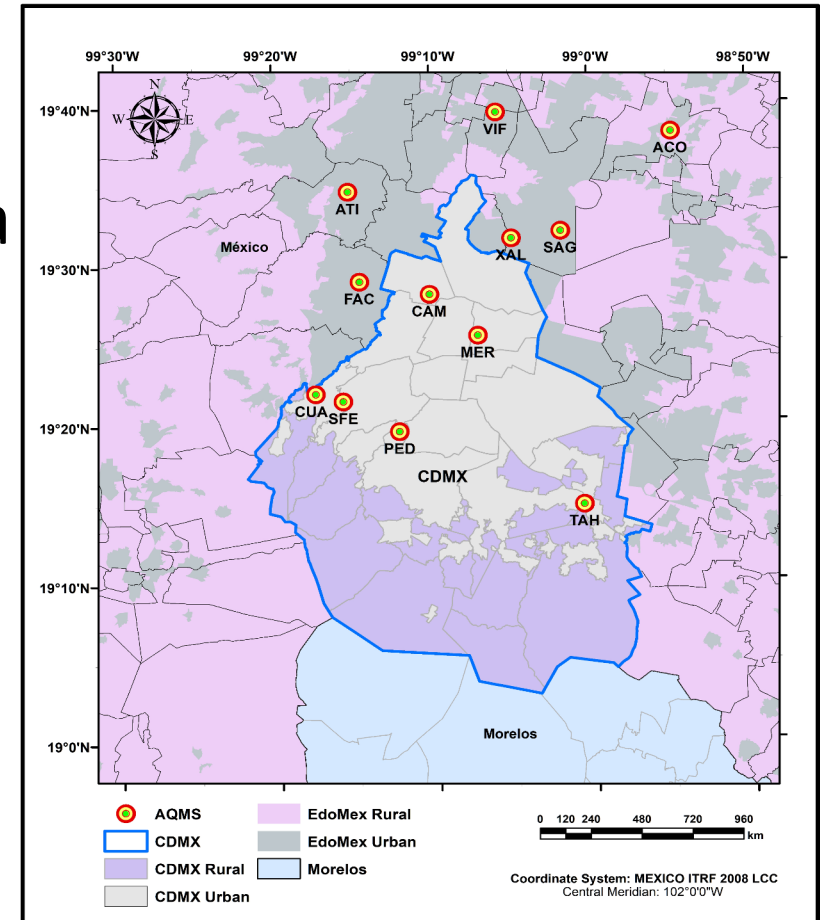 99°30'W 99°20'W 99°10'W 99°0'W 98°50'W
N
W E
S
19°40'N
VIF
ACO
ATI
México
SAG
XAL
19°30'N
FAC
CAM
MER
CUA
SFE
19°20'N
PED
CDMX
TAH
19°10'N
Morelos
19°0'N
AQMS
EdoMex Rural
CDMX
EdoMex Urban
CDMX Rural
Morelos
CDMX Urban
0 120 240 480 720 960
km
Coordinate System: MEXICO ITRF 2008 LCC
Central Meridian: 102°0'0"W